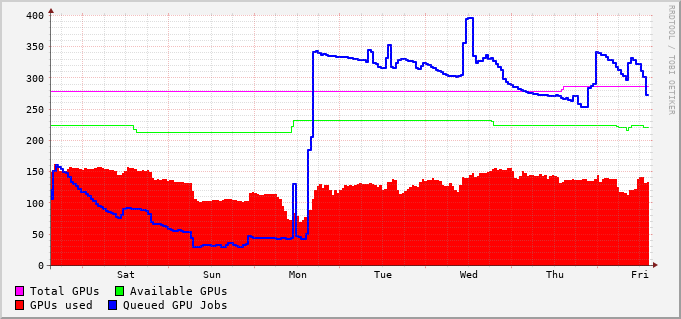 400
350
300
250
200
150
100
50
0
Sat Sun Mon Tue Wed Thu Fri
Total GPUs Available GPUs
GPUs used Queued GPU Jobs
RRDTOOL / TOBI OETIKER